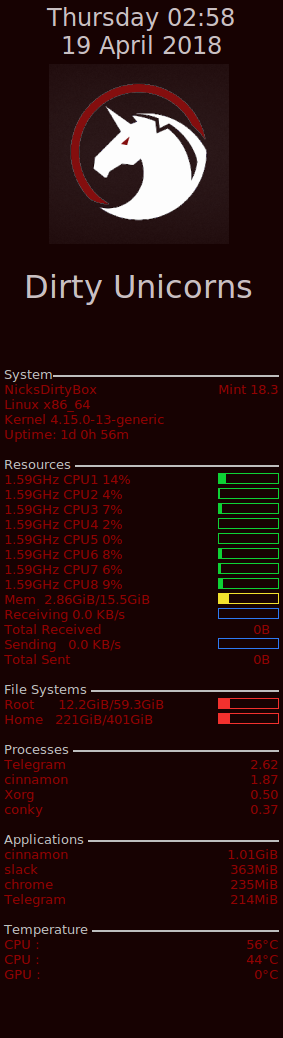 Thursday 02:58
19 April 2018
Dirty Unicorns
System
NicksDirtyBox Mint 18.3
Linux x86_64
Kernel 4.15.0-13-generic
Uptime: 1d 0h 56m
Resources
1.59GHz CPU1 14%
1.59GHz CPU2 4%
1.59GHz CPU3 7%
1.59GHz CPU4 2%
1.59GHz CPU5 0%
1.59GHz CPU6 8%
1.59GHz CPU7 6%
1.59GHz CPU8 9%
Mem 2.86GiB/15.5GiB
Receiving 0.0 KB/s
Total Received 0B
Sending 0.0 KB/s
Total Sent 0B
File Systems
Root 12.2GiB/59.3GiB
Home 221GiB/401GiB
Processes
Telegram 2.62
cinnamon 1.87
Xorg 0.50
conky 0.37
Applications
cinnamon 1.01GiB
slack 363MiB
chrome 235MiB
Telegram 214MiB
Temperature
CPU : 56°C
CPU : 44°C
GPU : 0°C